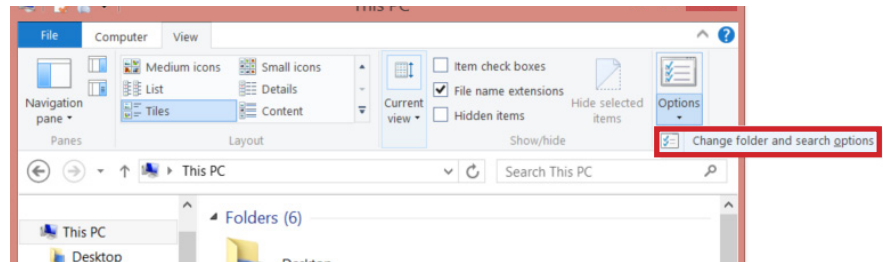 This PC
File Computer View
Medium icons Small icons
List Details
Tiles Content
Navigation pane
Current view
Item check boxes
File name extensions
Hidden items
Hide selected items
Options
Panes Layout Show/hide
Change folder and search options
This PC Search This PC
This PC
Desktop
Folders (6)
Desktop